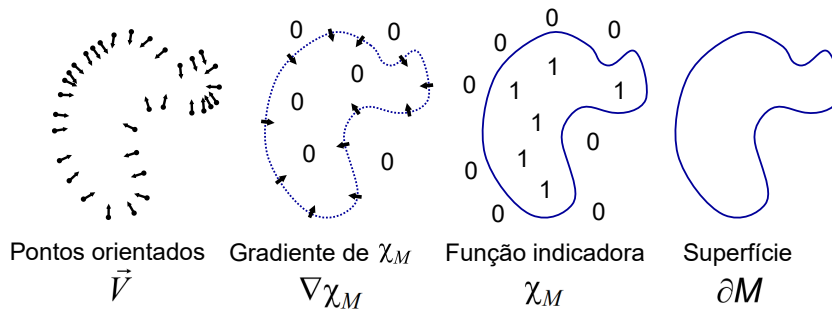 0 0
0
0
0
0 0
0 0 0
0 1 1
1
1 0
0 1
0 0
Pontos orientados
V⃗
Gradiente de χM
∇χM
Função indicadora
χM
Superfície
∂M